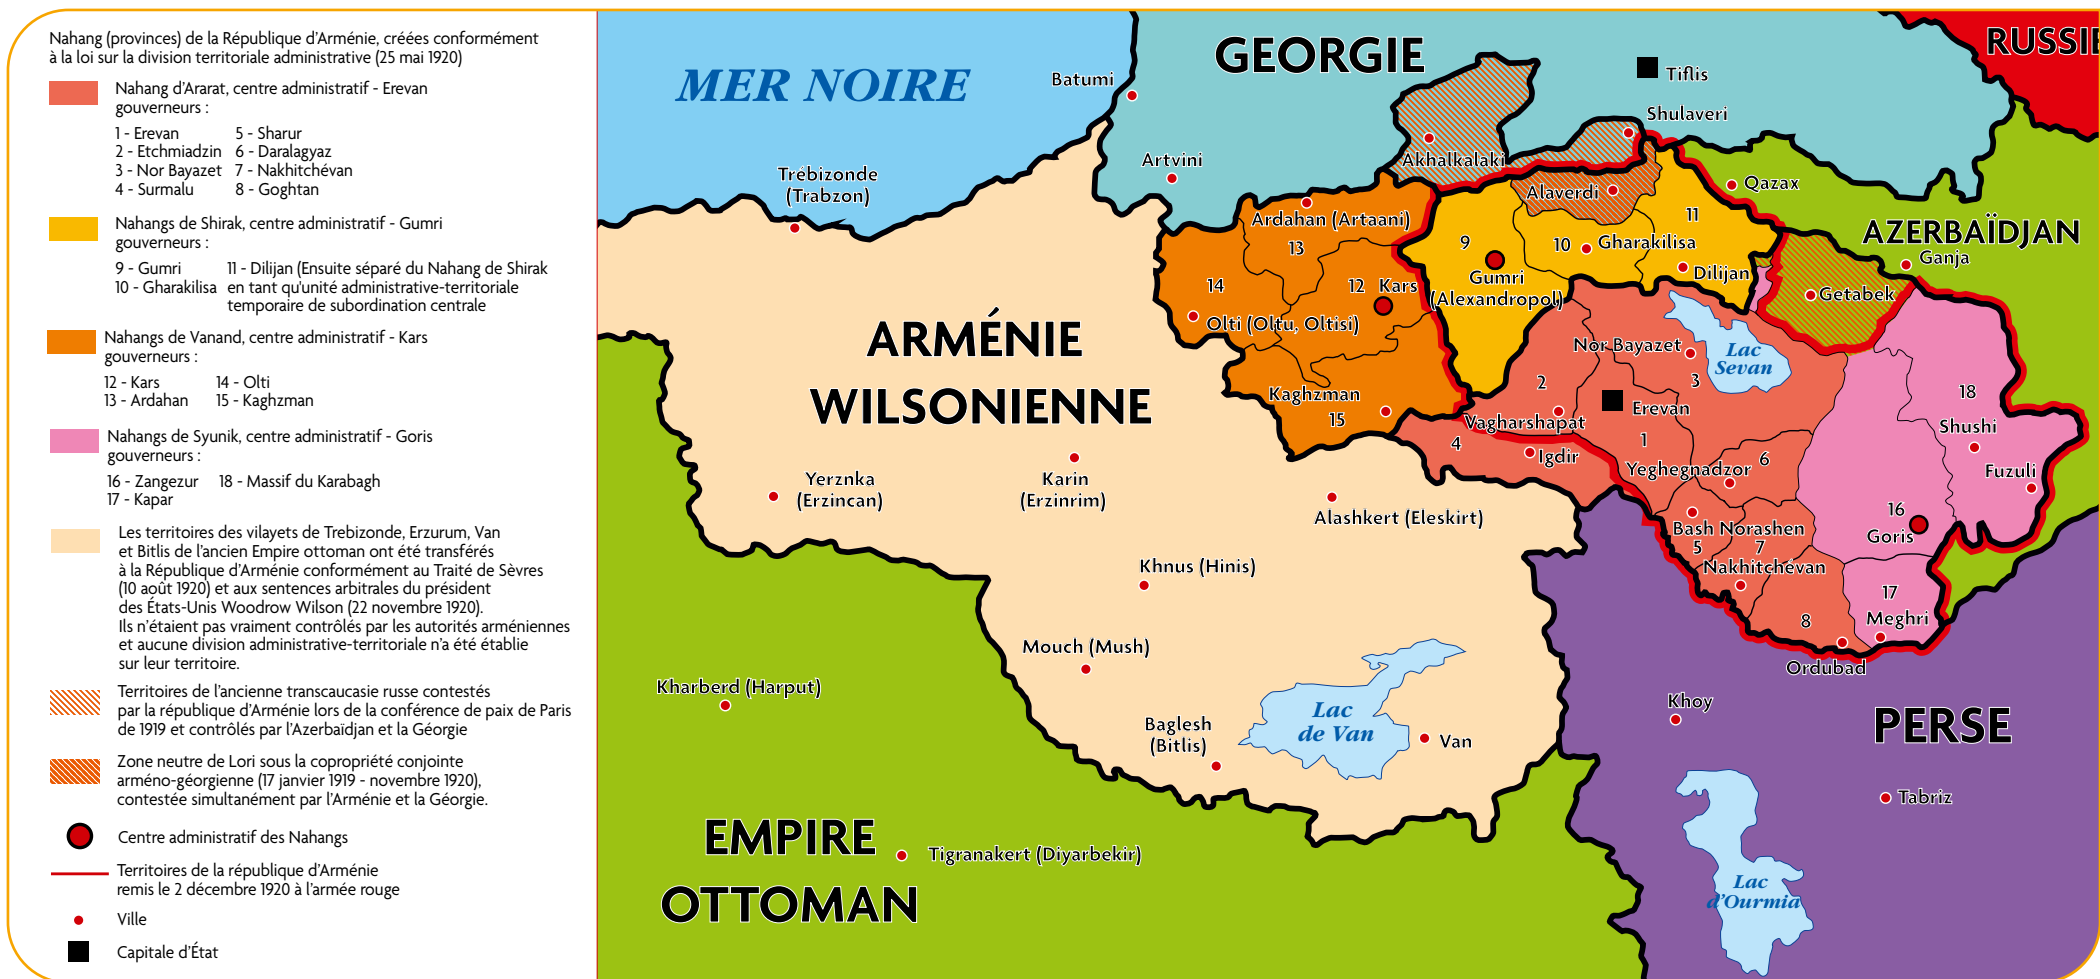 Nahang (provinces) de la République d’Arménie, créées conformément
à la loi sur la division territoriale administrative (25 mai 1920)
Nahang d’Ararat, centre administratif - Erevan
gouverneurs :
1 - Erevan 5 - Sharur
2 - Etchmiadzin 6 - Daralagyaz
3 - Nor Bayazet 7 - Nakhitchévan
4 - Surmalu 8 - Goghtan
Nahangs de Shirak, centre administratif - Gumri
gouverneurs :
9 - Gumri 11 - Dilijan (Ensuite séparé du Nahang de Shirak
10 - Gharakilisa en tant qu'unité administrative-territoriale
temporaire de subordination centrale
Nahangs de Vanand, centre administratif - Kars
gouverneurs :
12 - Kars 14 - Olti
13 - Ardahan 15 - Kaghzman
Nahangs de Syunik, centre administratif - Goris
gouverneurs :
16 - Zangezur 18 - Massif du Karabagh
17 - Kapar
Les territoires des vilayets de Trebizonde, Erzurum, Van
et Bitlis de l’ancien Empire ottoman ont été transférés
à la République d’Arménie conformément au Traité de Sèvres
(10 août 1920) et aux sentences arbitrales du président
des États-Unis Woodrow Wilson (22 novembre 1920).
Ils n’étaient pas vraiment contrôlés par les autorités arméniennes
et aucune division administrative-territoriale n’a été établie
sur leur territoire.
Territoires de l’ancienne transcaucasie russe contestés
par la république d’Arménie lors de la conférence de paix de Paris
de 1919 et contrôlés par l’Azerbaïdjan et la Géorgie
Zone neutre de Lori sous la copropriété conjointe
arméno-géorgienne (17 janvier 1919 - novembre 1920),
contestée simultanément par l’Arménie et la Géorgie.
Centre administratif des Nahangs
Territoires de la république d’Arménie
remis le 2 décembre 1920 à l’armée rouge
Ville
Capitale d’État
MER NOIRE
GEORGIE
RUSSIE
Batumi
Tiflis
Shulaveri
Artvini
Akhalkalaki
Trébizonde
(Trabzon)
Alaverdi
Qazax
Ardahan (Artaani)
13
9
10
Gharakilisa
11
AZERBAÏDJAN
Ganja
Gumri
(Alexandropol)
Dilijan
14
12
Kars
Getabek
Olti (Oltu, Oltisi)
ARMÉNIE
WILSONIENNE
Nor Bayazet
Lac
Sevan
3
2
Kaghzman
15
Erevan
18
Vagharshapat
Shushi
4
1
Igdir
Yeghegnadzor
6
Fuzuli
Yerznka
(Erzincan)
Karin
(Erzinrim)
Alashkert (Eleskirt)
16
Goris
Bash Norashen
5
7
Nakhitchévan
Khnus (Hinis)
17
Meghri
8
Ordubad
Mouch (Mush)
Kharberd (Harput)
Khoy
PERSE
Baglesh
(Bitlis)
Lac
de Van
Van
Tabriz
EMPIRE
OTTOMAN
Tigranakert (Diyarbekir)
Lac
d’Ourmia